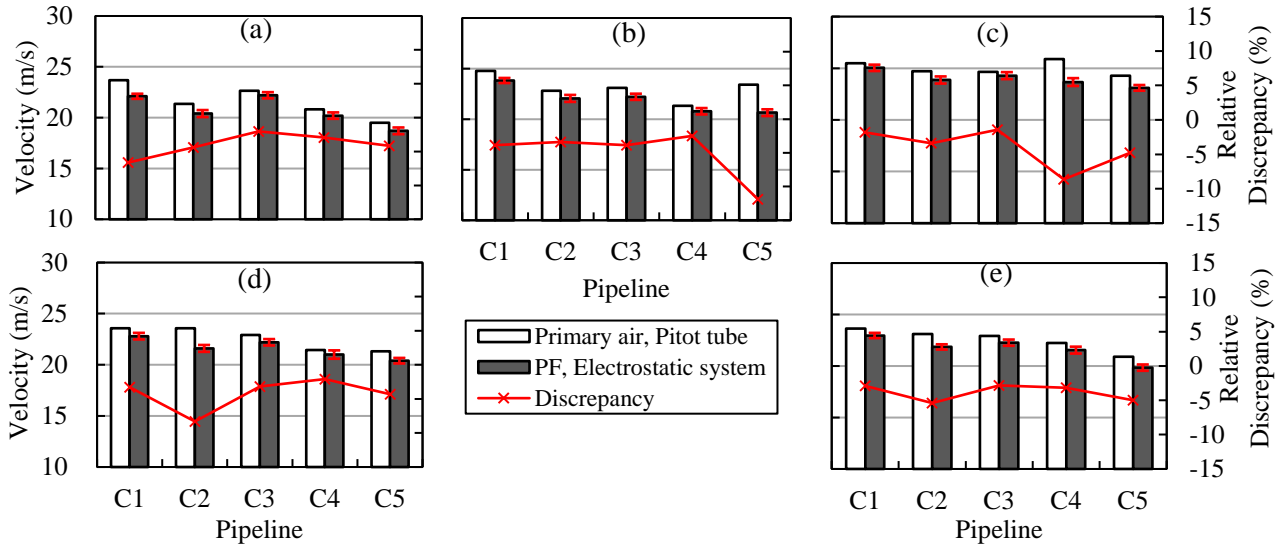 (a)
Velocity (m/s)
30
25
20
15
10
(b)
C1 C2 C3 C4 C5
Pipeline
(c)
15
10
5
0
-5
-10
-15
Relative
Discrepancy (%)
(d)
Velocity (m/s)
30
25
20
15
10
C1 C2 C3 C4 C5
Pipeline
Primary air, Pitot tube
PF, Electrostatic system
Discrepancy
(e)
15
10
5
0
-5
-10
-15
Relative
Discrepancy (%)
C1 C2 C3 C4 C5
Pipeline